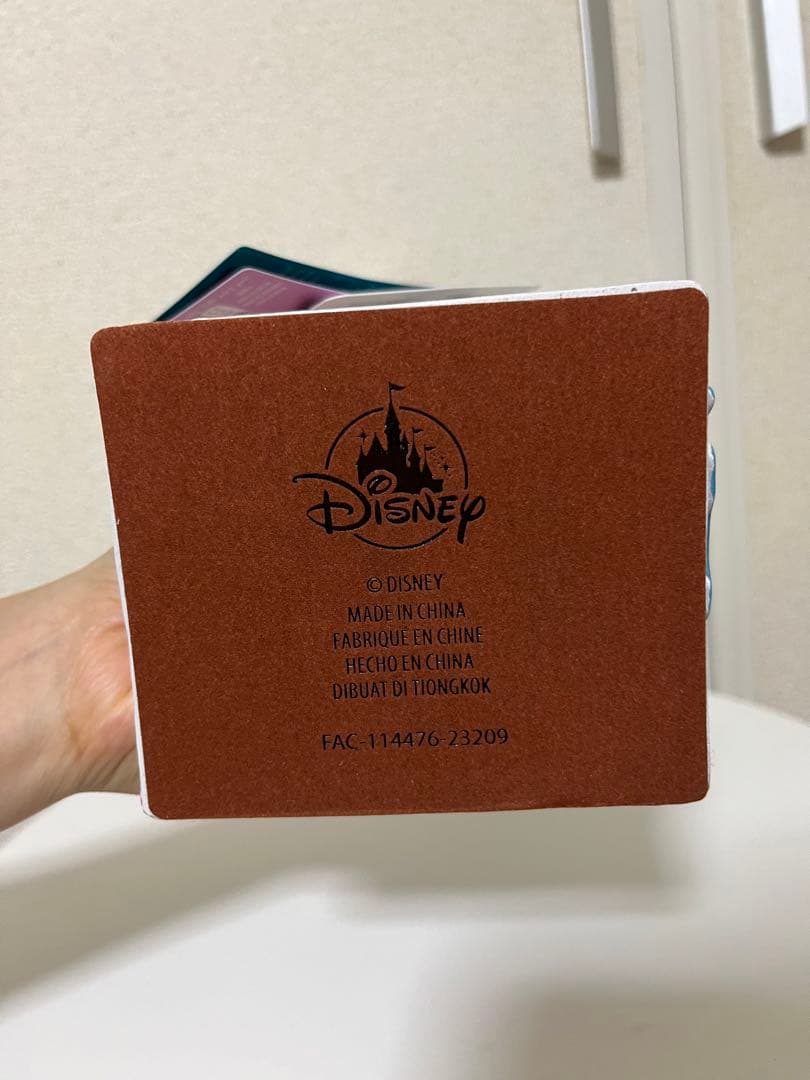 Disney
© DISNEY
MADE IN CHINA
FABRIQUÉ EN CHINE
HECHO EN CHINA
DIBUAT DI TIONGKOK
FAC-114476-23209